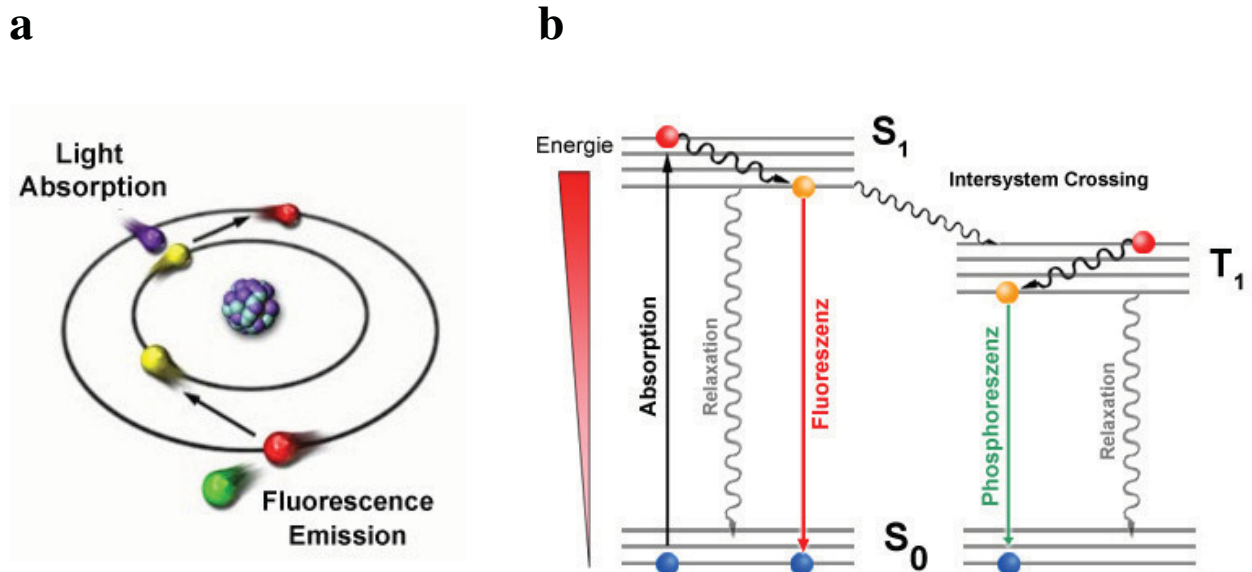 a
b
Light
Absorption
Fluorescence
Emission
Energie
S1
Intersystem Crossing
T1
Absorption
Relaxation
Fluoreszenz
Phosphoreszenz
Relaxation
S0